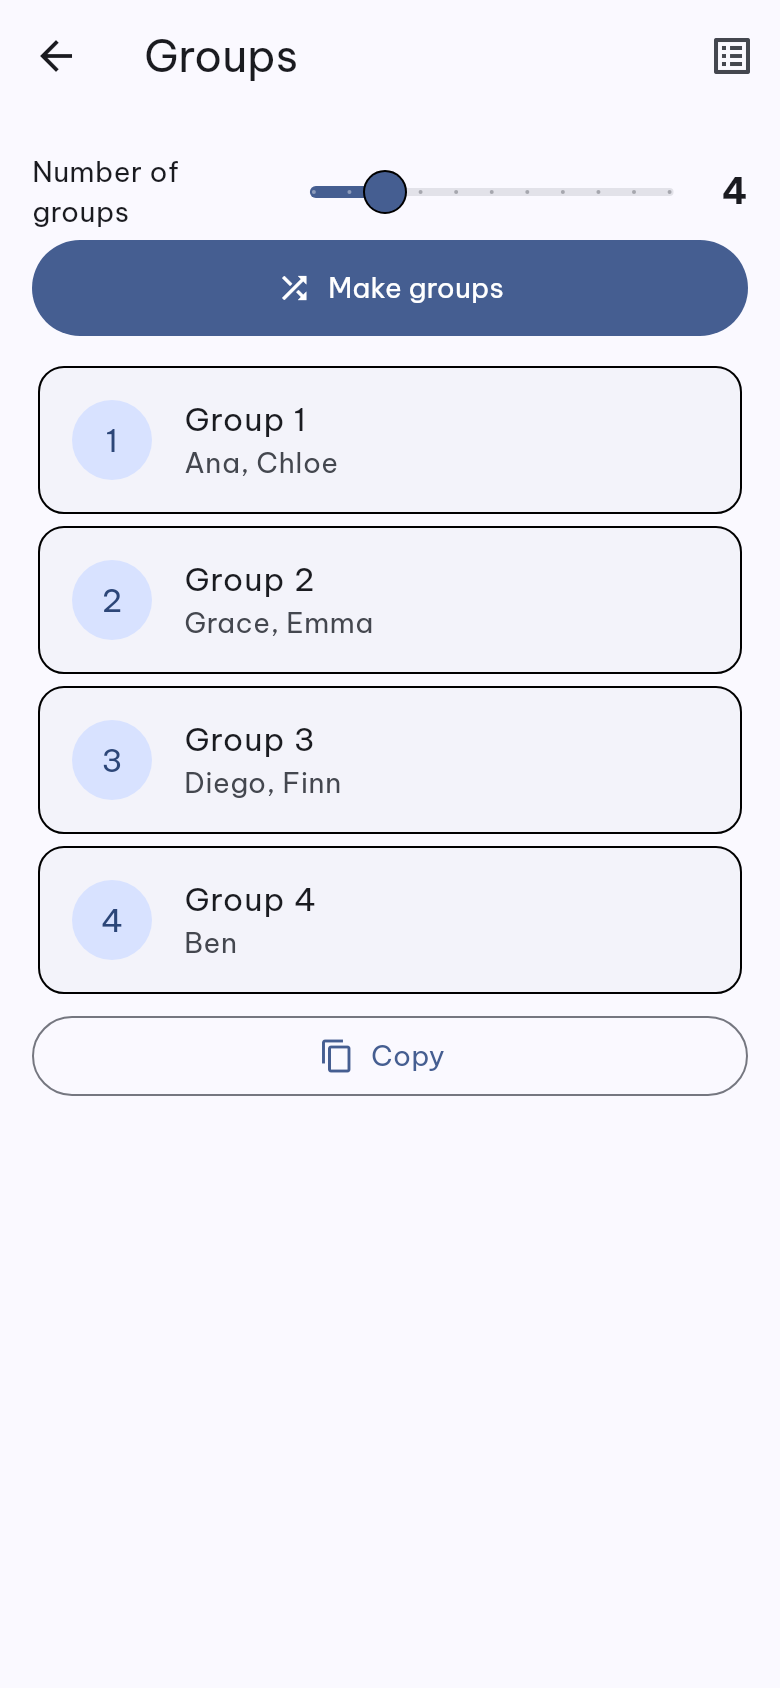 Groups
Number of
groups
4
Make groups
1
Group 1
Ana, Chloe
2
Group 2
Grace, Emma
3
Group 3
Diego, Finn
4
Group 4
Ben
Copy